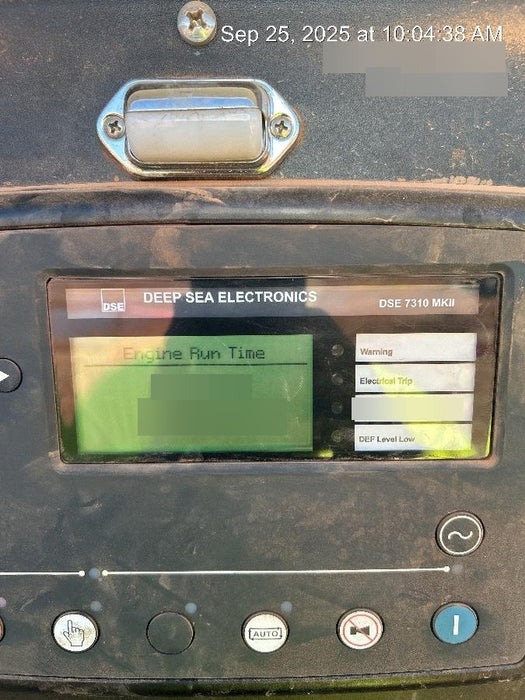 Sep 25, 2025 at 10:04:38 AM
DSE DEEP SEA ELECTRONICS DSE 7310 MKII
Engine Run Time
Warning
Electrical Trip
DEF Level Low
AUTO